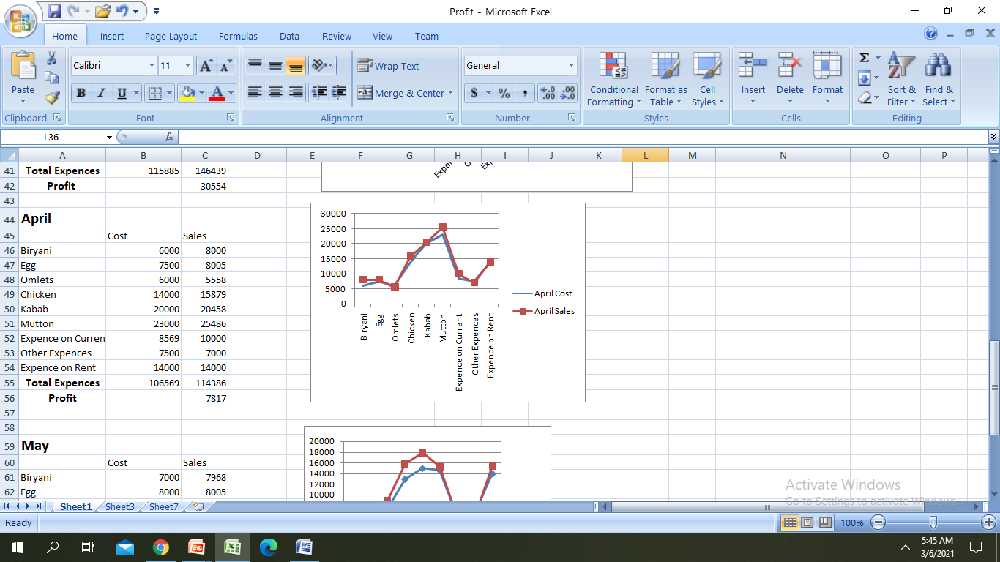 Profit - Microsoft Excel
Home Insert Page Layout Formulas Data Review View Team
Paste
Clipboard
Calibri 11
B I U
Font
Wrap Text
Merge & Center
Alignment
General
$ % ,
Number
Conditional Formatting
Format as Table
Cell Styles
Styles
Insert Delete Format
Cells
Sort & Filter
Find & Select
Editing
L36 fx
A B C D E F G H I J K L M N O P
41 Total Expences 115885 146439
42 Profit 30554
43
44 April
45 Cost Sales
46 Biryani 6000 8000
47 Egg 7500 8005
48 Omlets 6000 5558
49 Chicken 14000 15879
50 Kabab 20000 20458
51 Mutton 23000 25486
52 Expence on Curren 8569 10000
53 Other Expences 7500 7000
54 Expence on Rent 14000 14000
55 Total Expences 106569 114386
56 Profit 7817
57
58
59 May
60 Cost Sales
61 Biryani 7000 7968
62 Egg 8000 8005
30000
25000
20000
15000
10000
5000
0
Biryani
Egg
Omlets
Chicken
Kabab
Mutton
Expence on Current
Other Expences
Expence on Rent
April Cost
April Sales
20000
18000
16000
14000
12000
10000
Activate Windows
Go to Settings to activate Windows.
Sheet1 Sheet3 Sheet7
Ready 100%
5:45 AM
3/6/2021